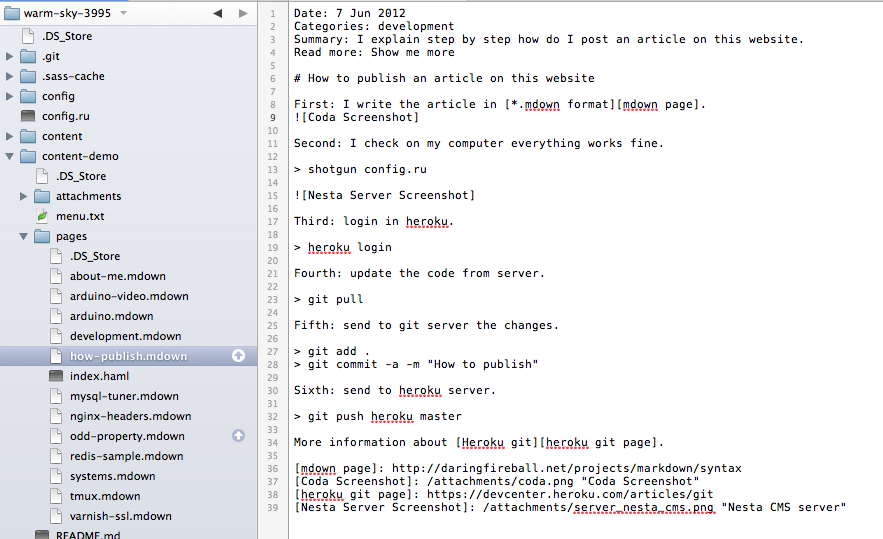 warm-sky-3995
.DS_Store
.git
.sass-cache
config
config.ru
content
content-demo
.DS_Store
attachments
menu.txt
pages
.DS_Store
about-me.mdown
arduino-video.mdown
arduino.mdown
development.mdown
how-publish.mdown
index.haml
mysql-tuner.mdown
nginx-headers.mdown
odd-property.mdown
redis-sample.mdown
systems.mdown
tmux.mdown
varnish-ssl.mdown
README.md
1 Date: 7 Jun 2012
2 Categories: development
3 Summary: I explain step by step how do I post an article on this website.
4 Read more: Show me more
5
6 # How to publish an article on this website
7
8 First: I write the article in [*.mdown format][mdown page].
9 ![Coda Screenshot]
10
11 Second: I check on my computer everything works fine.
12
13 > shotgun config.ru
14
15 ![Nesta Server Screenshot]
16
17 Third: login in heroku.
18
19 > heroku login
20
21 Fourth: update the code from server.
22
23 > git pull
24
25 Fifth: send to git server the changes.
26
27 > git add .
28 > git commit -a -m "How to publish"
29
30 Sixth: send to heroku server.
31
32 > git push heroku master
33
34 More information about [Heroku git][heroku git page].
35
36 [mdown page]: http://daringfireball.net/projects/markdown/syntax
37 [Coda Screenshot]: /attachments/coda.png "Coda Screenshot"
38 [heroku git page]: https://devcenter.heroku.com/articles/git
39 [Nesta Server Screenshot]: /attachments/server_nesta_cms.png "Nesta CMS server"